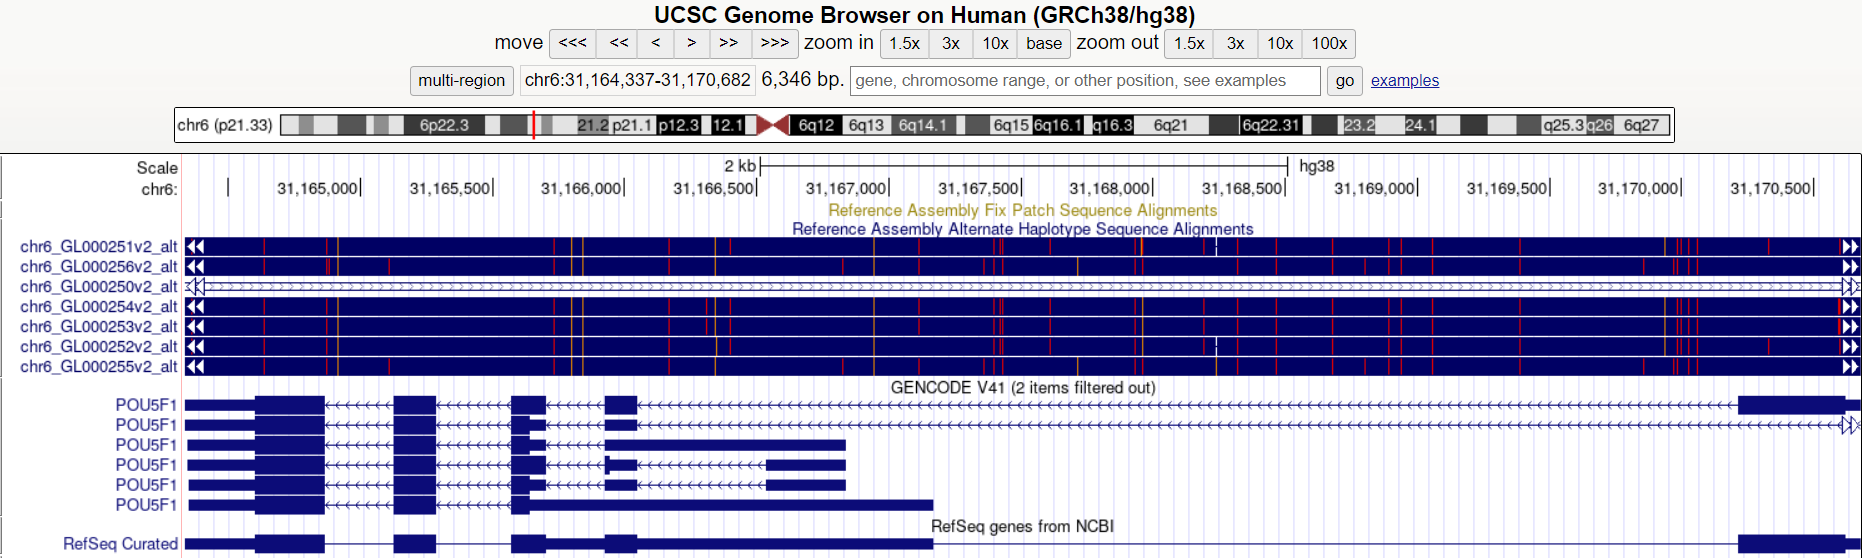 UCSC Genome Browser on Human (GRCh38/hg38)
move <<< << < > >> >>> zoom in 1.5x 3x 10x base zoom out 1.5x 3x 10x 100x
multi-region chr6:31,164,337-31,170,682 6,346 bp. gene, chromosome range, or other position, see examples go examples
chr6 (p21.33) 6p22.3 21.2 p21.1 p12.3 12.1 6q12 6q13 6q14.1 6q15 6q16.1 q16.3 6q21 6q22.31 23.2 24.1 q25.3 q26 6q27
Scale 2 kb hg38
chr6: 31,165,000 31,165,500 31,166,000 31,166,500 31,167,000 31,167,500 31,168,000 31,168,500 31,169,000 31,169,500 31,170,000 31,170,500
Reference Assembly Fix Patch Sequence Alignments
Reference Assembly Alternate Haplotype Sequence Alignments
chr6_GL000251v2_alt
chr6_GL000256v2_alt
chr6_GL000250v2_alt
chr6_GL000254v2_alt
chr6_GL000253v2_alt
chr6_GL000252v2_alt
chr6_GL000255v2_alt
GENCODE V41 (2 items filtered out)
POU5F1
POU5F1
POU5F1
POU5F1
POU5F1
POU5F1
RefSeq genes from NCBI
RefSeq Curated